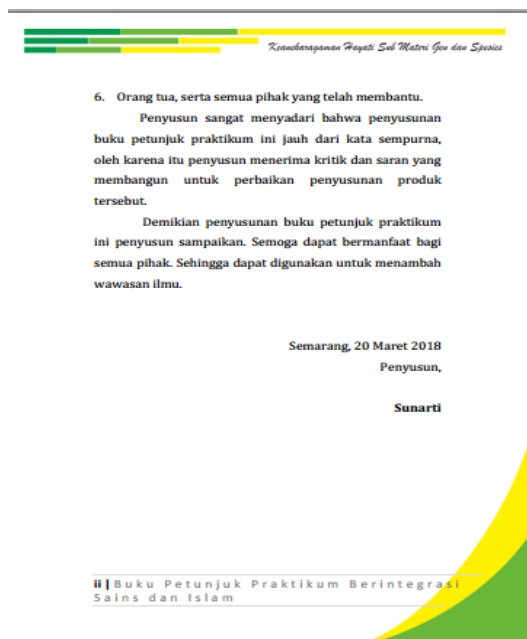 Keanekaragaman Hayati Sub Materi Gen dan Spesies
6. Orang tua, serta semua pihak yang telah membantu.
Penyusun sangat menyadari bahwa penyusunan
buku petunjuk praktikum ini jauh dari kata sempurna,
oleh karena itu penyusun menerima kritik dan saran yang
membangun untuk perbaikan penyusunan produk
tersebut.
Demikian penyusunan buku petunjuk praktikum
ini penyusun sampaikan. Semoga dapat bermanfaat bagi
semua pihak. Sehingga dapat digunakan untuk menambah
wawasan ilmu.
Semarang, 20 Maret 2018
Penyusun,
Sunarti
ii | Buku Petunjuk Praktikum Berintegrasi
Sains dan Islam